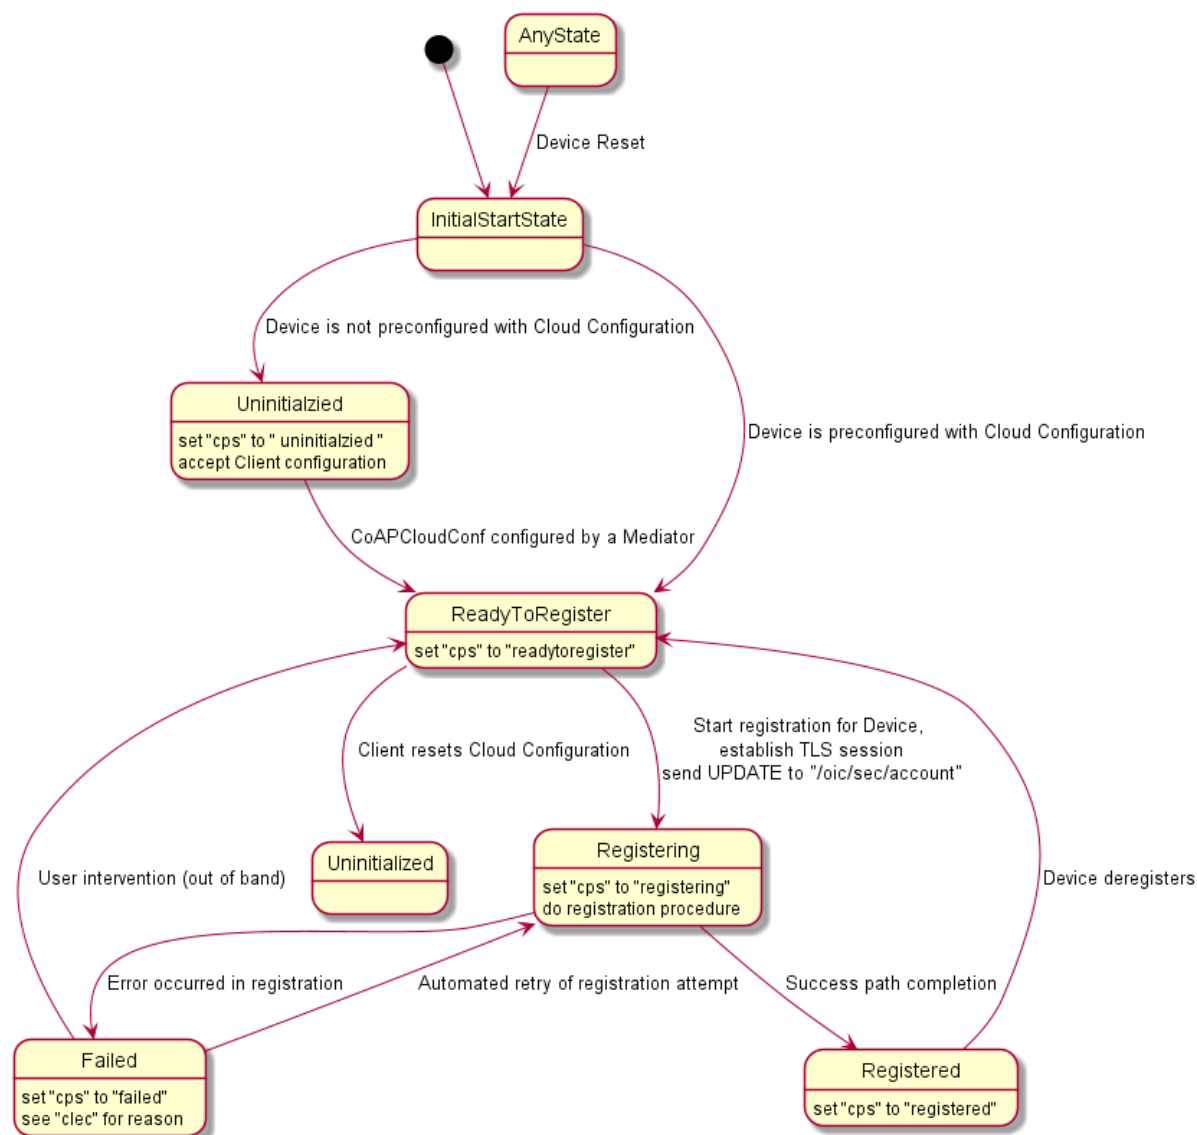 AnyState
Device Reset
InitialStartState
Device is not preconfigured with Cloud Configuration
Uninitialzied
set "cps" to " uninitialzied "
accept Client configuration
Device is preconfigured with Cloud Configuration
CoAPCloudConf configured by a Mediator
ReadyToRegister
set "cps" to "readytoregister"
Start registration for Device,
establish TLS session
send UPDATE to "/oic/sec/account"
Client resets Cloud Configuration
Uninitialized
Registering
set "cps" to "registering"
do registration procedure
User intervention (out of band)
Device deregisters
Error occurred in registration
Automated retry of registration attempt
Success path completion
Failed
set "cps" to "failed"
see "clec" for reason
Registered
set "cps" to "registered"